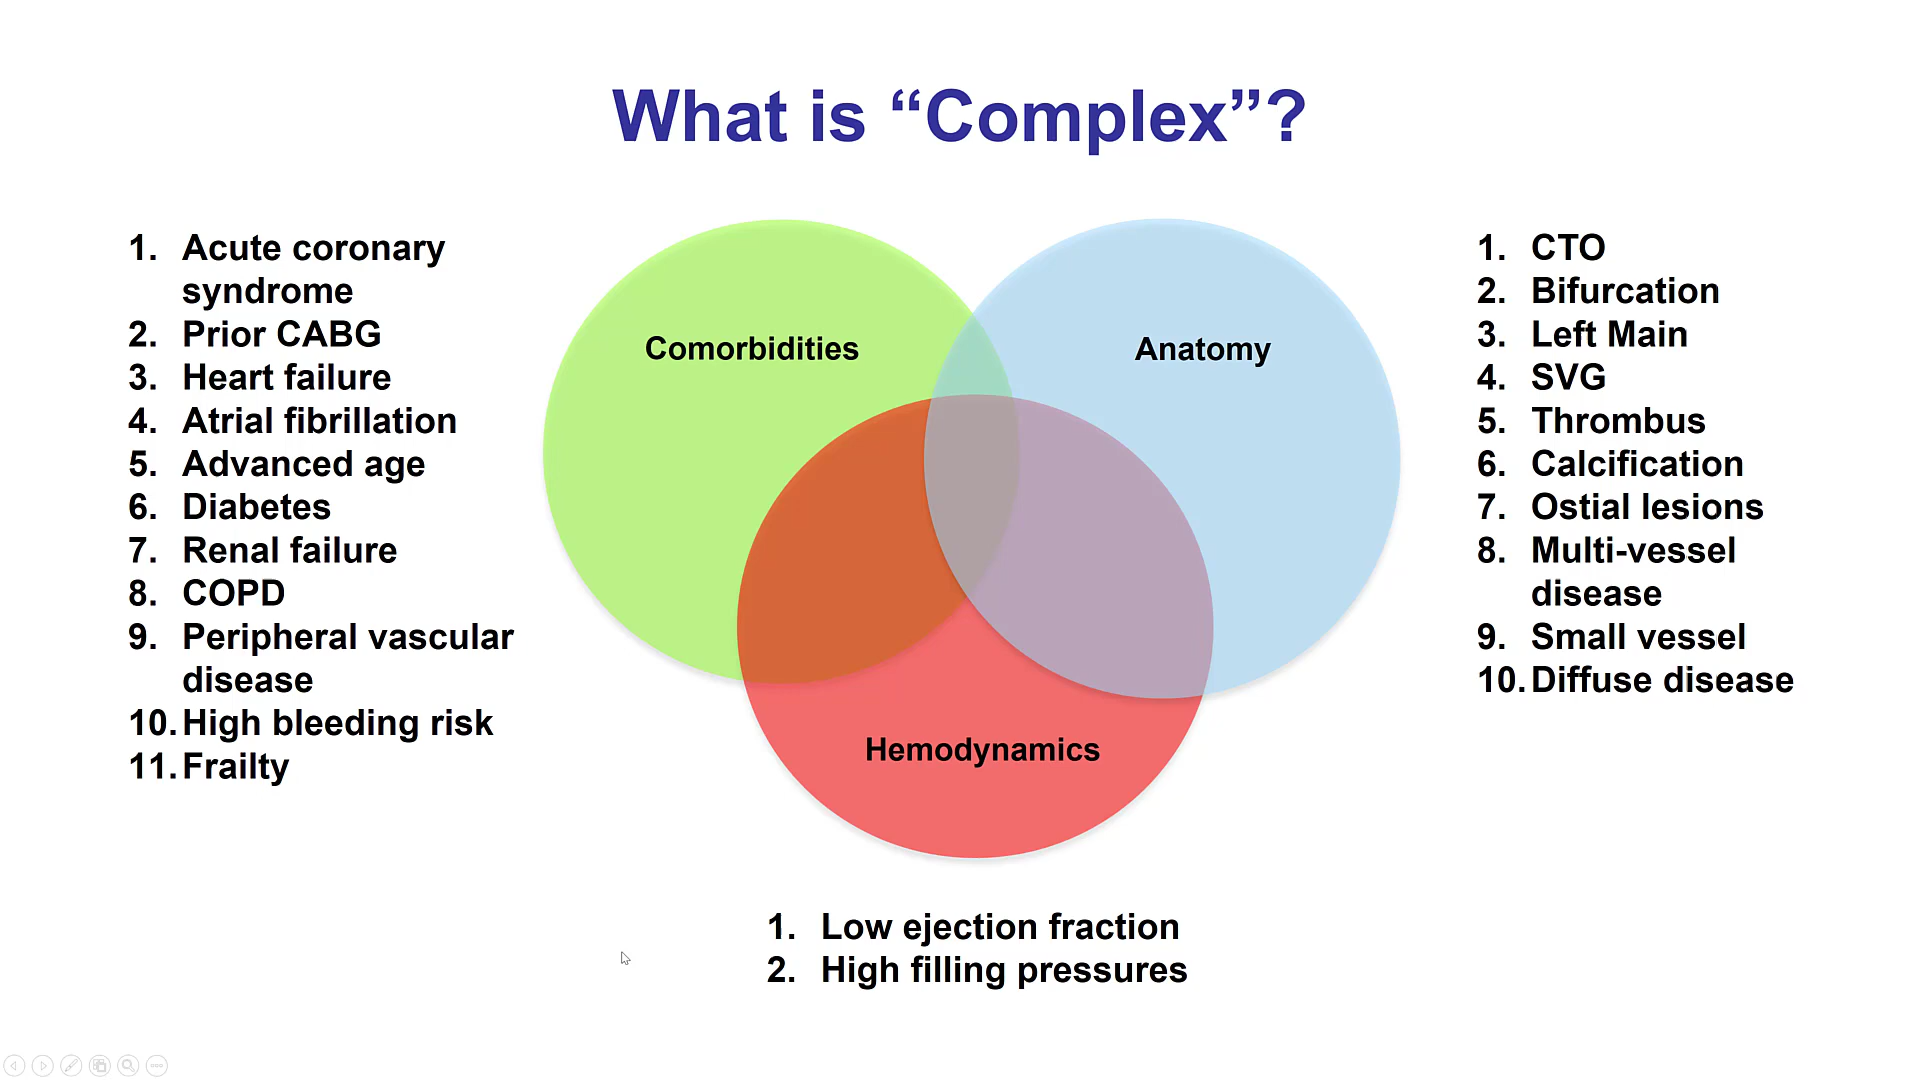 What is “Complex”?
1. Acute coronary
syndrome
2. Prior CABG
3. Heart failure
4. Atrial fibrillation
5. Advanced age
6. Diabetes
7. Renal failure
8. COPD
9. Peripheral vascular
disease
10. High bleeding risk
11. Frailty
Comorbidities
Anatomy
Hemodynamics
1. CTO
2. Bifurcation
3. Left Main
4. SVG
5. Thrombus
6. Calcification
7. Ostial lesions
8. Multi-vessel
disease
9. Small vessel
10. Diffuse disease
1. Low ejection fraction
2. High filling pressures